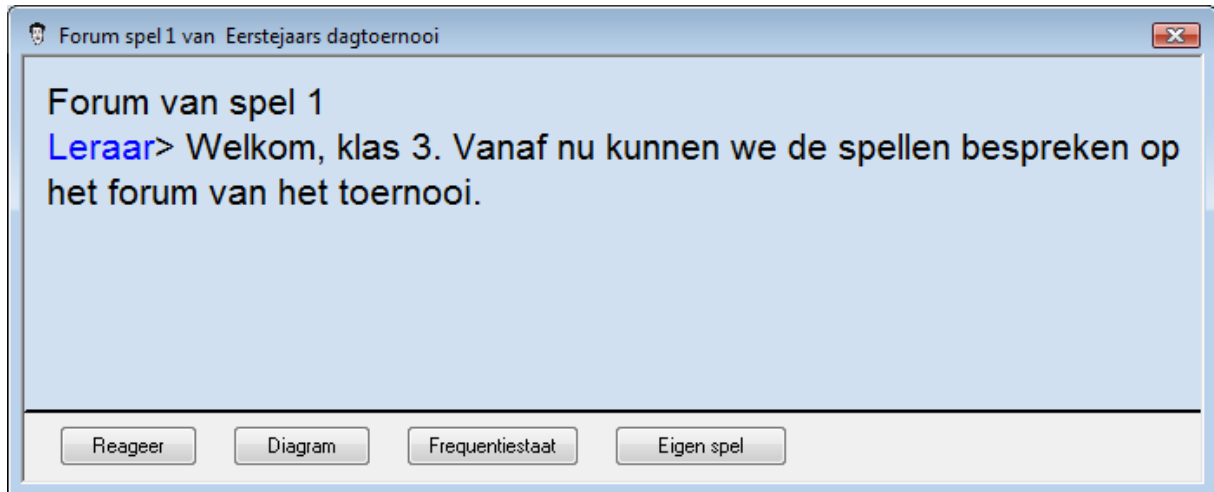 Forum spel 1 van Eerstejaars dagtoernooi
Forum van spel 1
Leraar> Welkom, klas 3. Vanaf nu kunnen we de spellen bespreken op
het forum van het toernooi.
Reageer Diagram Frequentiestaat Eigen spel